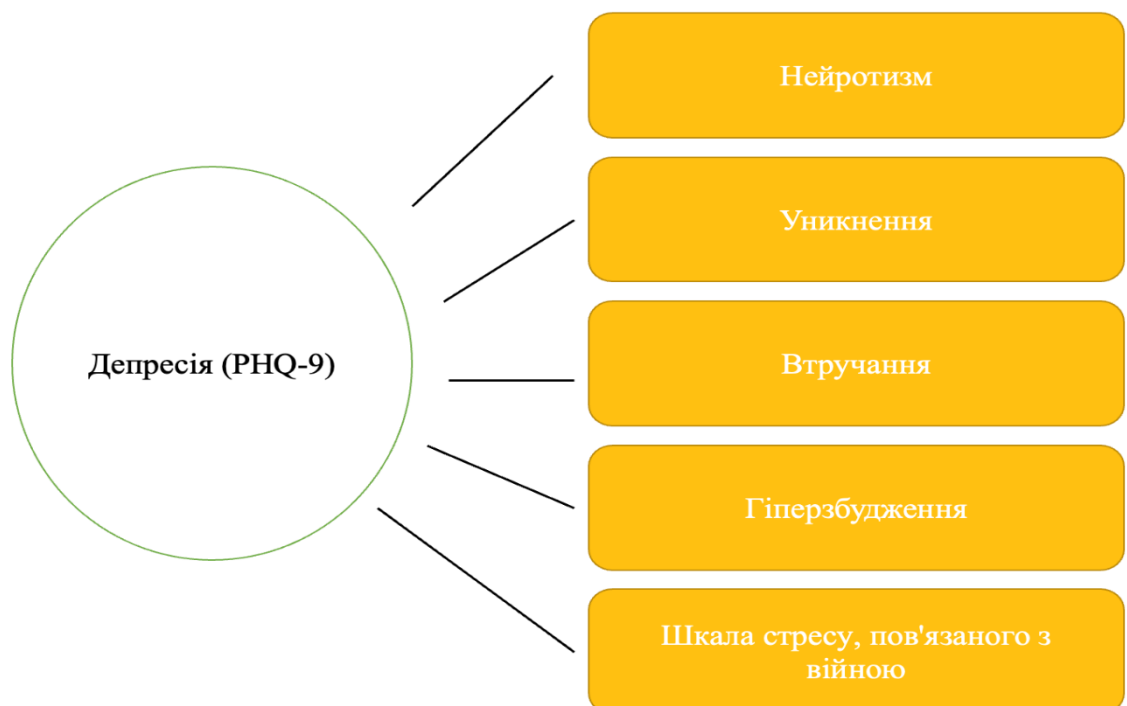 Нейротизм
Уникнення
Депресія (PHQ-9)
Втручання
Гіперзбудження
Шкала стресу, пов'язаного з
війною